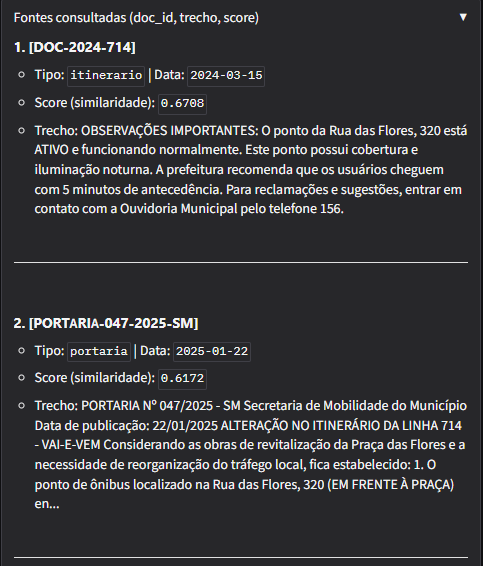 Fontes consultadas (doc_id, trecho, score)
1. [DOC-2024-714]
Tipo: itinerario | Data: 2024-03-15
Score (similaridade): 0.6708
Trecho: OBSERVAÇÕES IMPORTANTES: O ponto da Rua das Flores, 320 está
ATIVO e funcionando normalmente. Este ponto possui cobertura e
iluminação noturna. A prefeitura recomenda que os usuários cheguem
com 5 minutos de antecedência. Para reclamações e sugestões, entrar em
contato com a Ouvidoria Municipal pelo telefone 156.
2. [PORTARIA-047-2025-SM]
Tipo: portaria | Data: 2025-01-22
Score (similaridade): 0.6172
Trecho: PORTARIA Nº 047/2025 - SM Secretaria de Mobilidade do Município
Data de publicação: 22/01/2025 ALTERAÇÃO NO ITINERÁRIO DA LINHA 714
- VAI-E-VEM Considerando as obras de revitalização da Praça das Flores e a
necessidade de reorganização do tráfego local, fica estabelecido: 1. O
ponto de ônibus localizado na Rua das Flores, 320 (EM FRENTE À PRAÇA)
en...